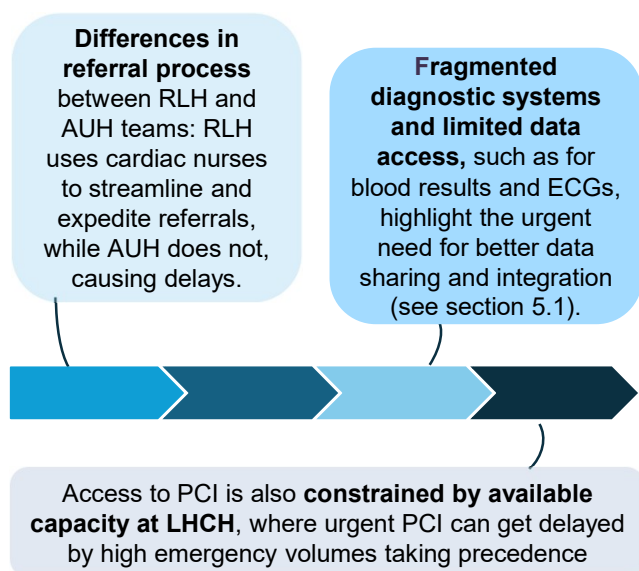 Differences in
referral process
between RLH and
AUH teams: RLH
uses cardiac nurses
to streamline and
expedite referrals,
while AUH does not,
causing delays.
Fragmented
diagnostic systems
and limited data
access, such as for
blood results and ECGs,
highlight the urgent
need for better data
sharing and integration
(see section 5.1).
Access to PCI is also constrained by available
capacity at LHCH, where urgent PCI can get delayed
by high emergency volumes taking precedence